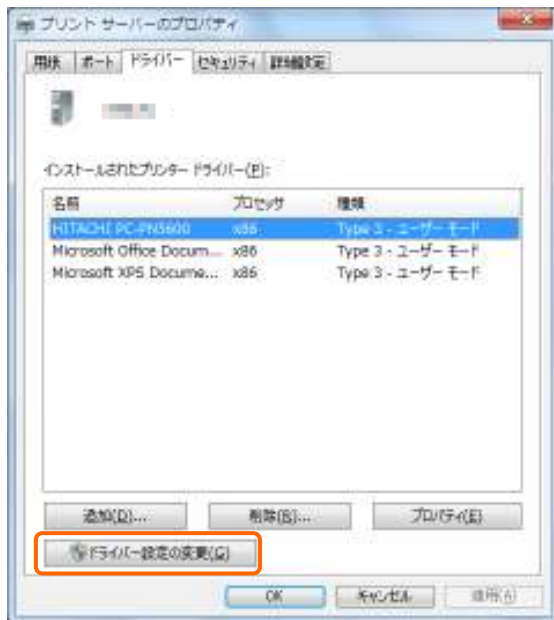 プリント サーバーのプロパティ
用紙 ポート ドライバー セキュリティ 詳細設定
インストールされたプリンター ドライバー(P):
名前 プロセッサ 種類
HITACHI PC-PN5600 x86 Type 3 - ユーザー モード
Microsoft Office Docum... x86 Type 3 - ユーザー モード
Microsoft XPS Docume... x86 Type 3 - ユーザー モード
追加(D)... 削除(R)... プロパティ(E)
ドライバー設定の変更(G)
OK キャンセル 適用(A)